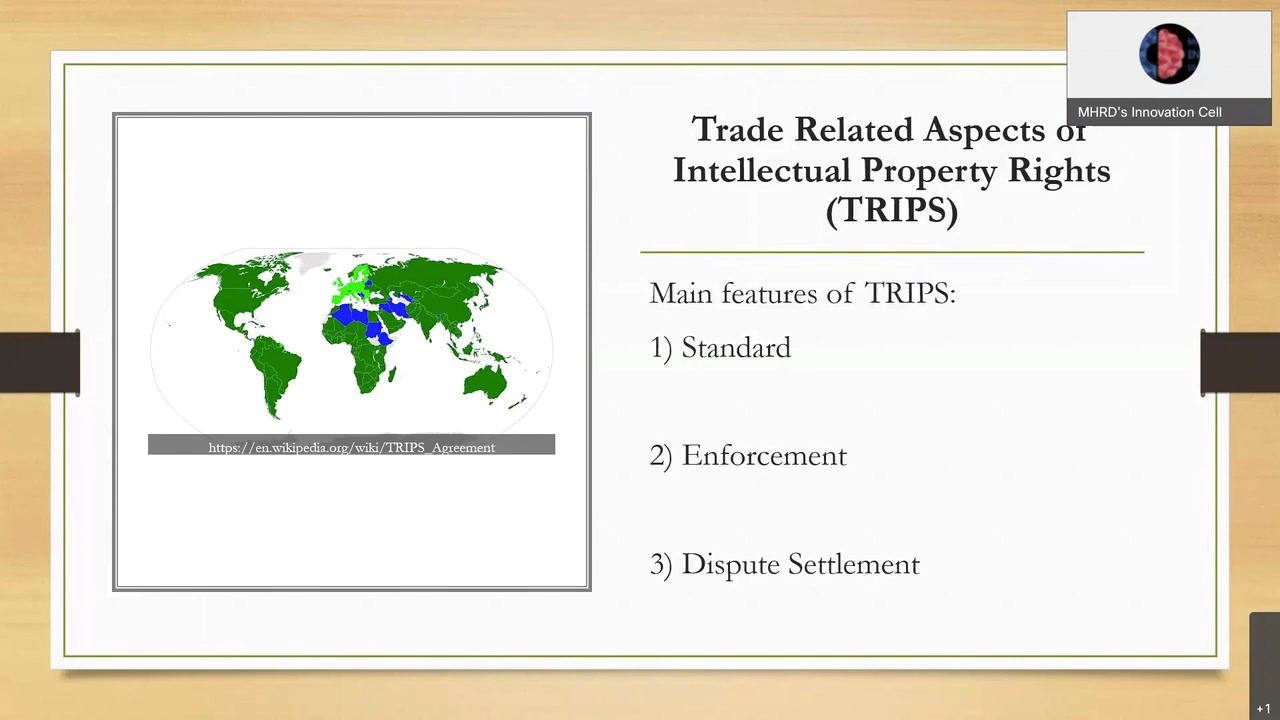 MHRD's Innovation Cell
Trade Related Aspects of
Intellectual Property Rights
(TRIPS)
Main features of TRIPS:
1) Standard
2) Enforcement
3) Dispute Settlement
https://en.wikipedia.org/wiki/TRIPS_Agreement
+1